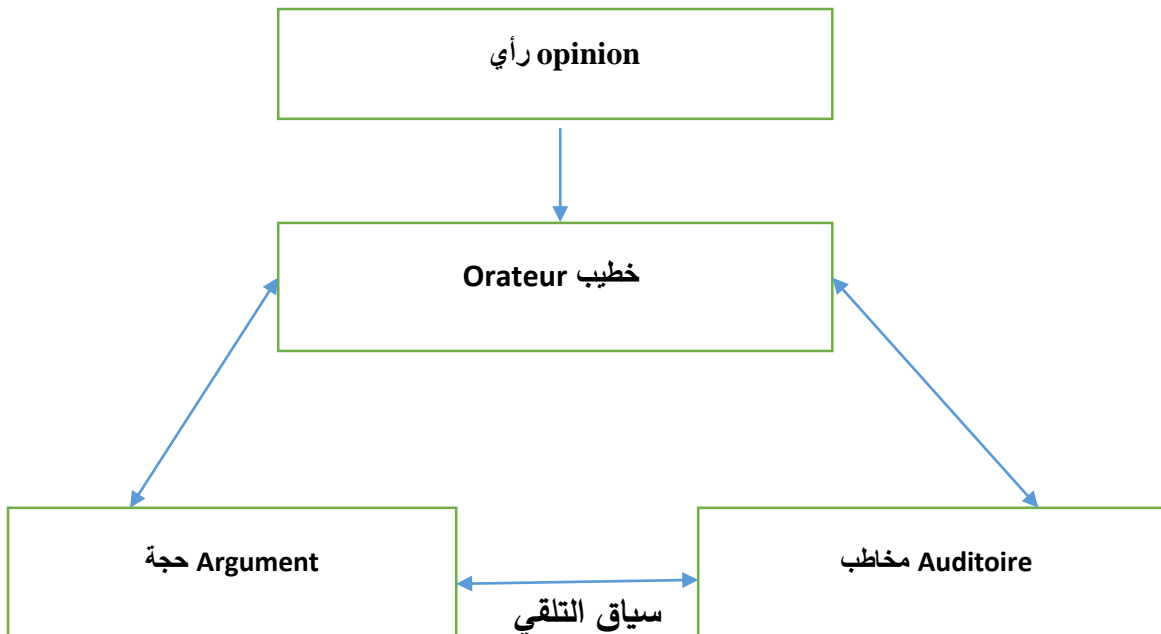 رأي opinion
خطيب Orateur
حجة Argument
مخاطب Auditoire
سياق التلقي